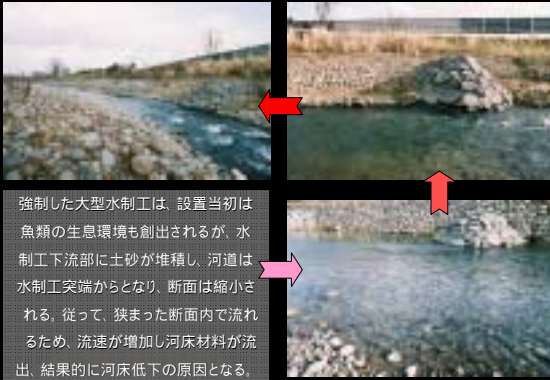 強制した大型水制工は、設置当初は
魚類の生息環境も創出されるが、水
制工下流部に土砂が堆積し、河道は
水制工突端からとなり、断面は縮小さ
れる。従って、狭まった断面内で流れ
るため、流速が増加し河床材料が流
出、結果的に河床低下の原因となる。